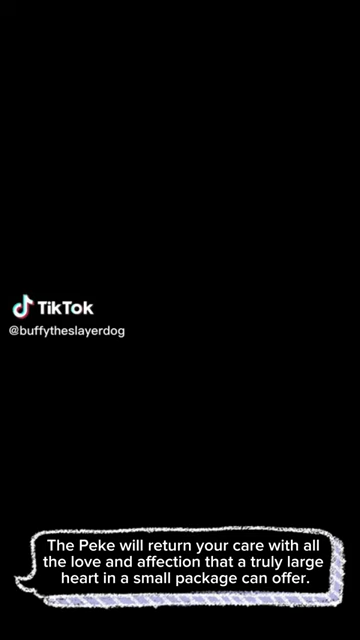 TikTok
@buffytheslayerdog
The Peke will return your care with all
the love and affection that a truly large
heart in a small package can offer.